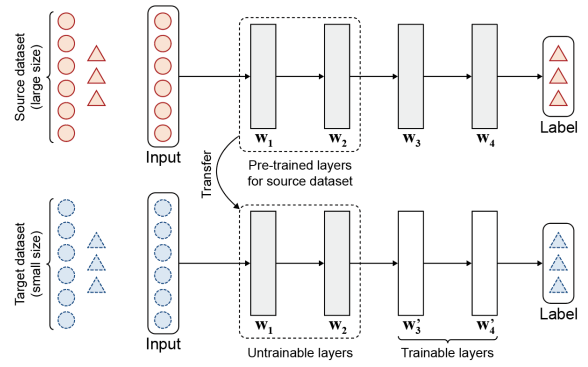 Source dataset
(large size)
Input
w1
w2
w3
w4
Label
Pre-trained layers
for source dataset
Transfer
Target dataset
(small size)
Input
w1
w2
w'3
w'4
Label
Untrainable layers
Trainable layers